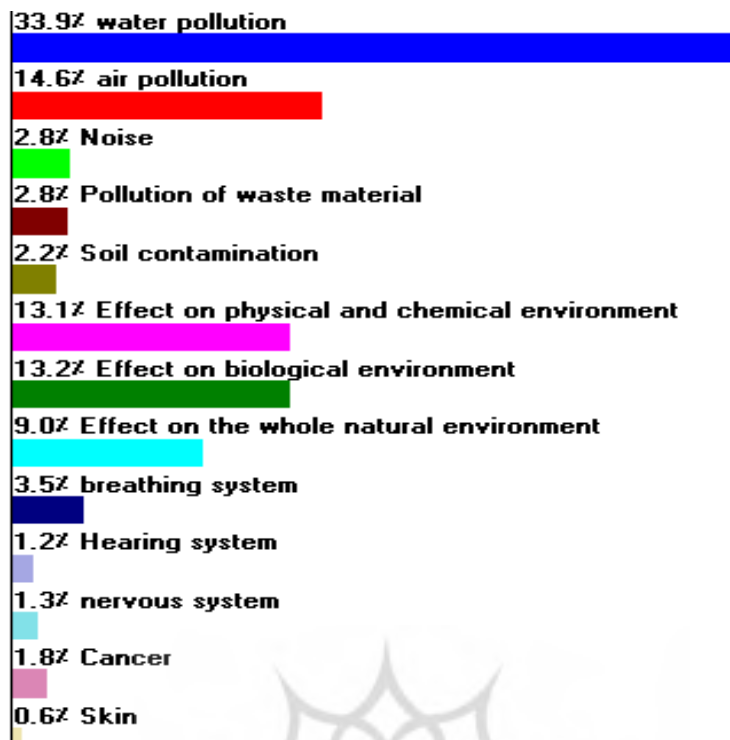 33.9% water pollution
14.6% air pollution
2.8% Noise
2.8% Pollution of waste material
2.2% Soil contamination
13.1% Effect on physical and chemical environment
13.2% Effect on biological environment
9.0% Effect on the whole natural environment
3.5% breathing system
1.2% Hearing system
1.3% nervous system
1.8% Cancer
0.6% Skin